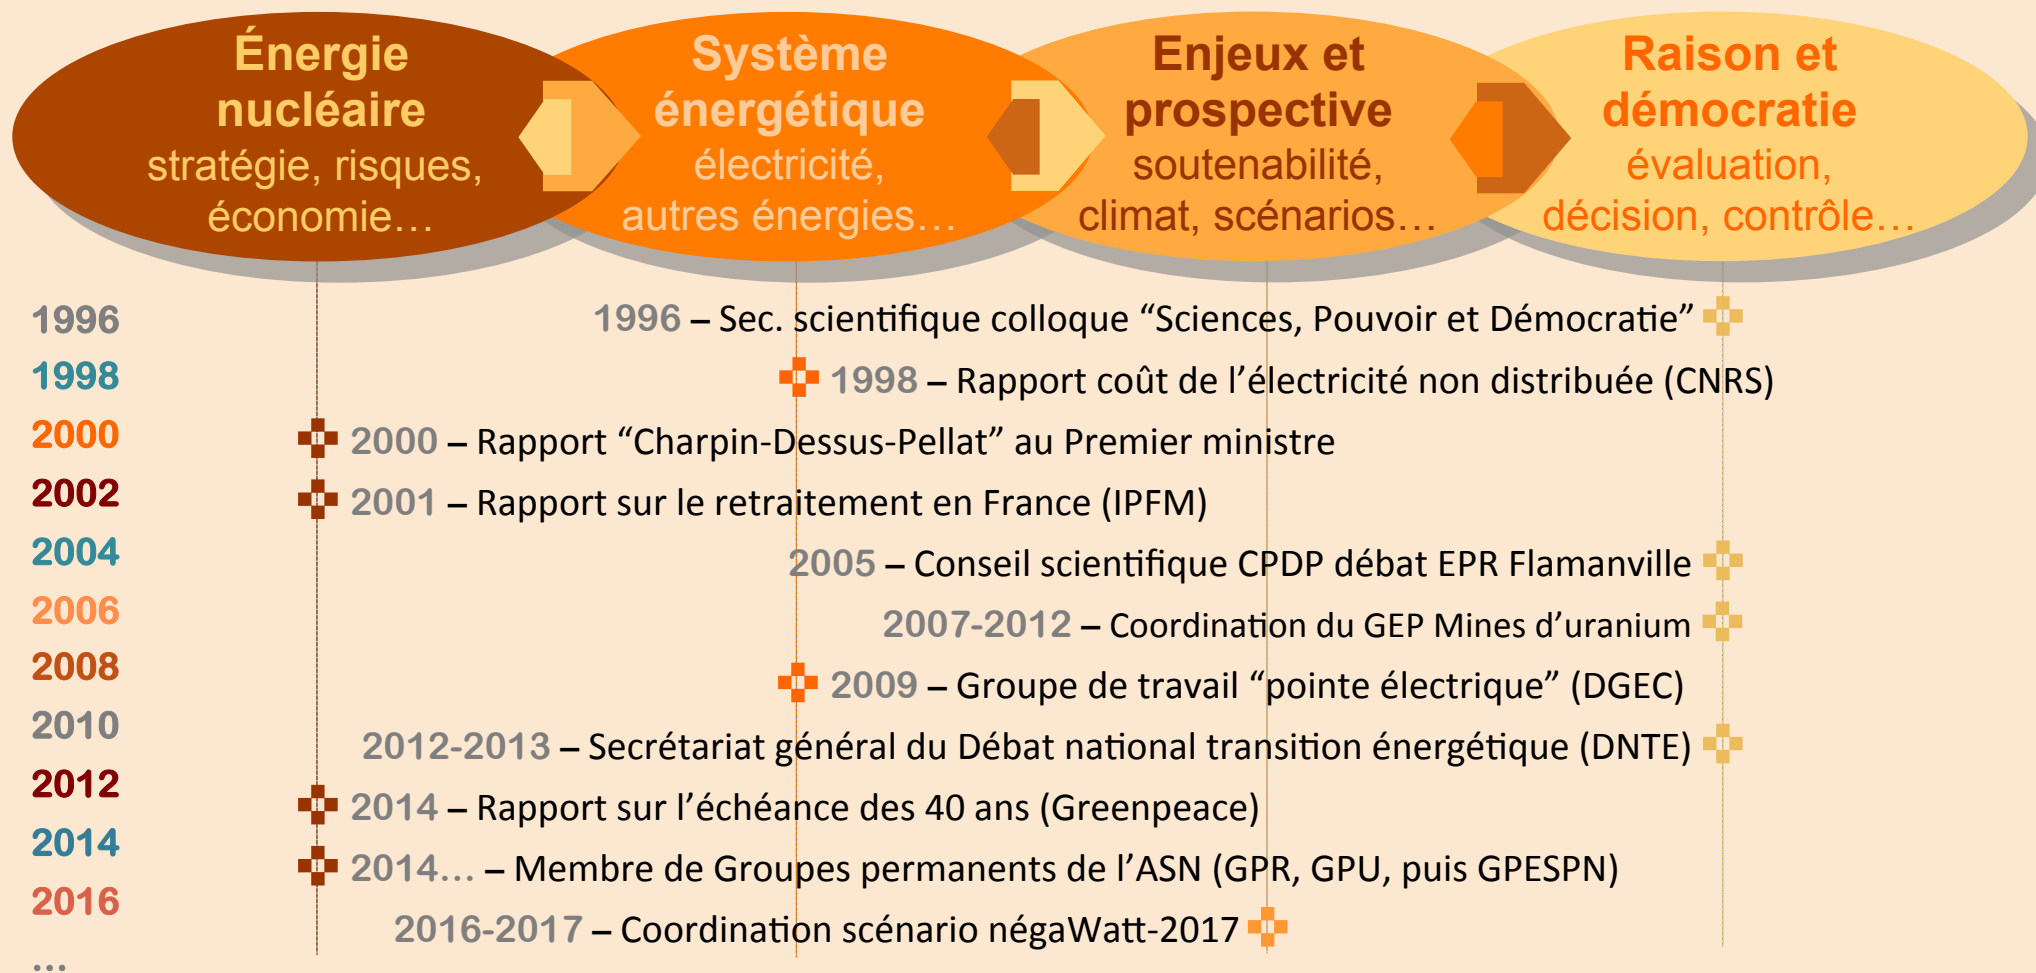 Énergie
nucléaire
stratégie, risques,
économie…
Système
énergétique
électricité,
autres énergies…
Enjeux et
prospective
soutenabilité,
climat, scénarios…
Raison et
démocratie
évaluation,
décision, contrôle…
1996
1996 – Sec. scientifique colloque “Sciences, Pouvoir et Démocratie”
1998
1998 – Rapport coût de l’électricité non distribuée (CNRS)
2000
2000 – Rapport “Charpin-Dessus-Pellat” au Premier ministre
2002
2001 – Rapport sur le retraitement en France (IPFM)
2004
2005 – Conseil scientifique CPDP débat EPR Flamanville
2006
2007-2012 – Coordination du GEP Mines d’uranium
2008
2009 – Groupe de travail “pointe électrique” (DGEC)
2010
2012-2013 – Secrétariat général du Débat national transition énergétique (DNTE)
2012
2014 – Rapport sur l’échéance des 40 ans (Greenpeace)
2014
2014… – Membre de Groupes permanents de l’ASN (GPR, GPU, puis GPESPN)
2016
2016-2017 – Coordination scénario négaWatt-2017
…